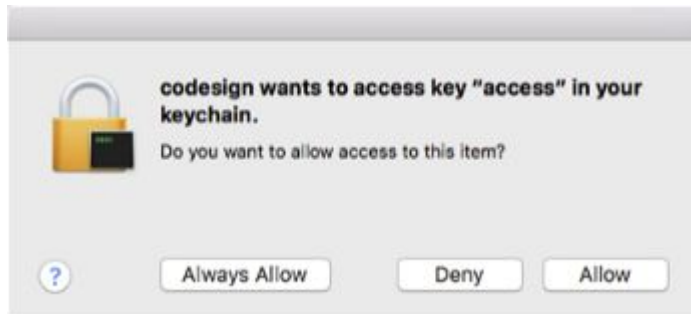 codesign wants to access key “access” in your
keychain.
Do you want to allow access to this item?
?
Always Allow
Deny
Allow